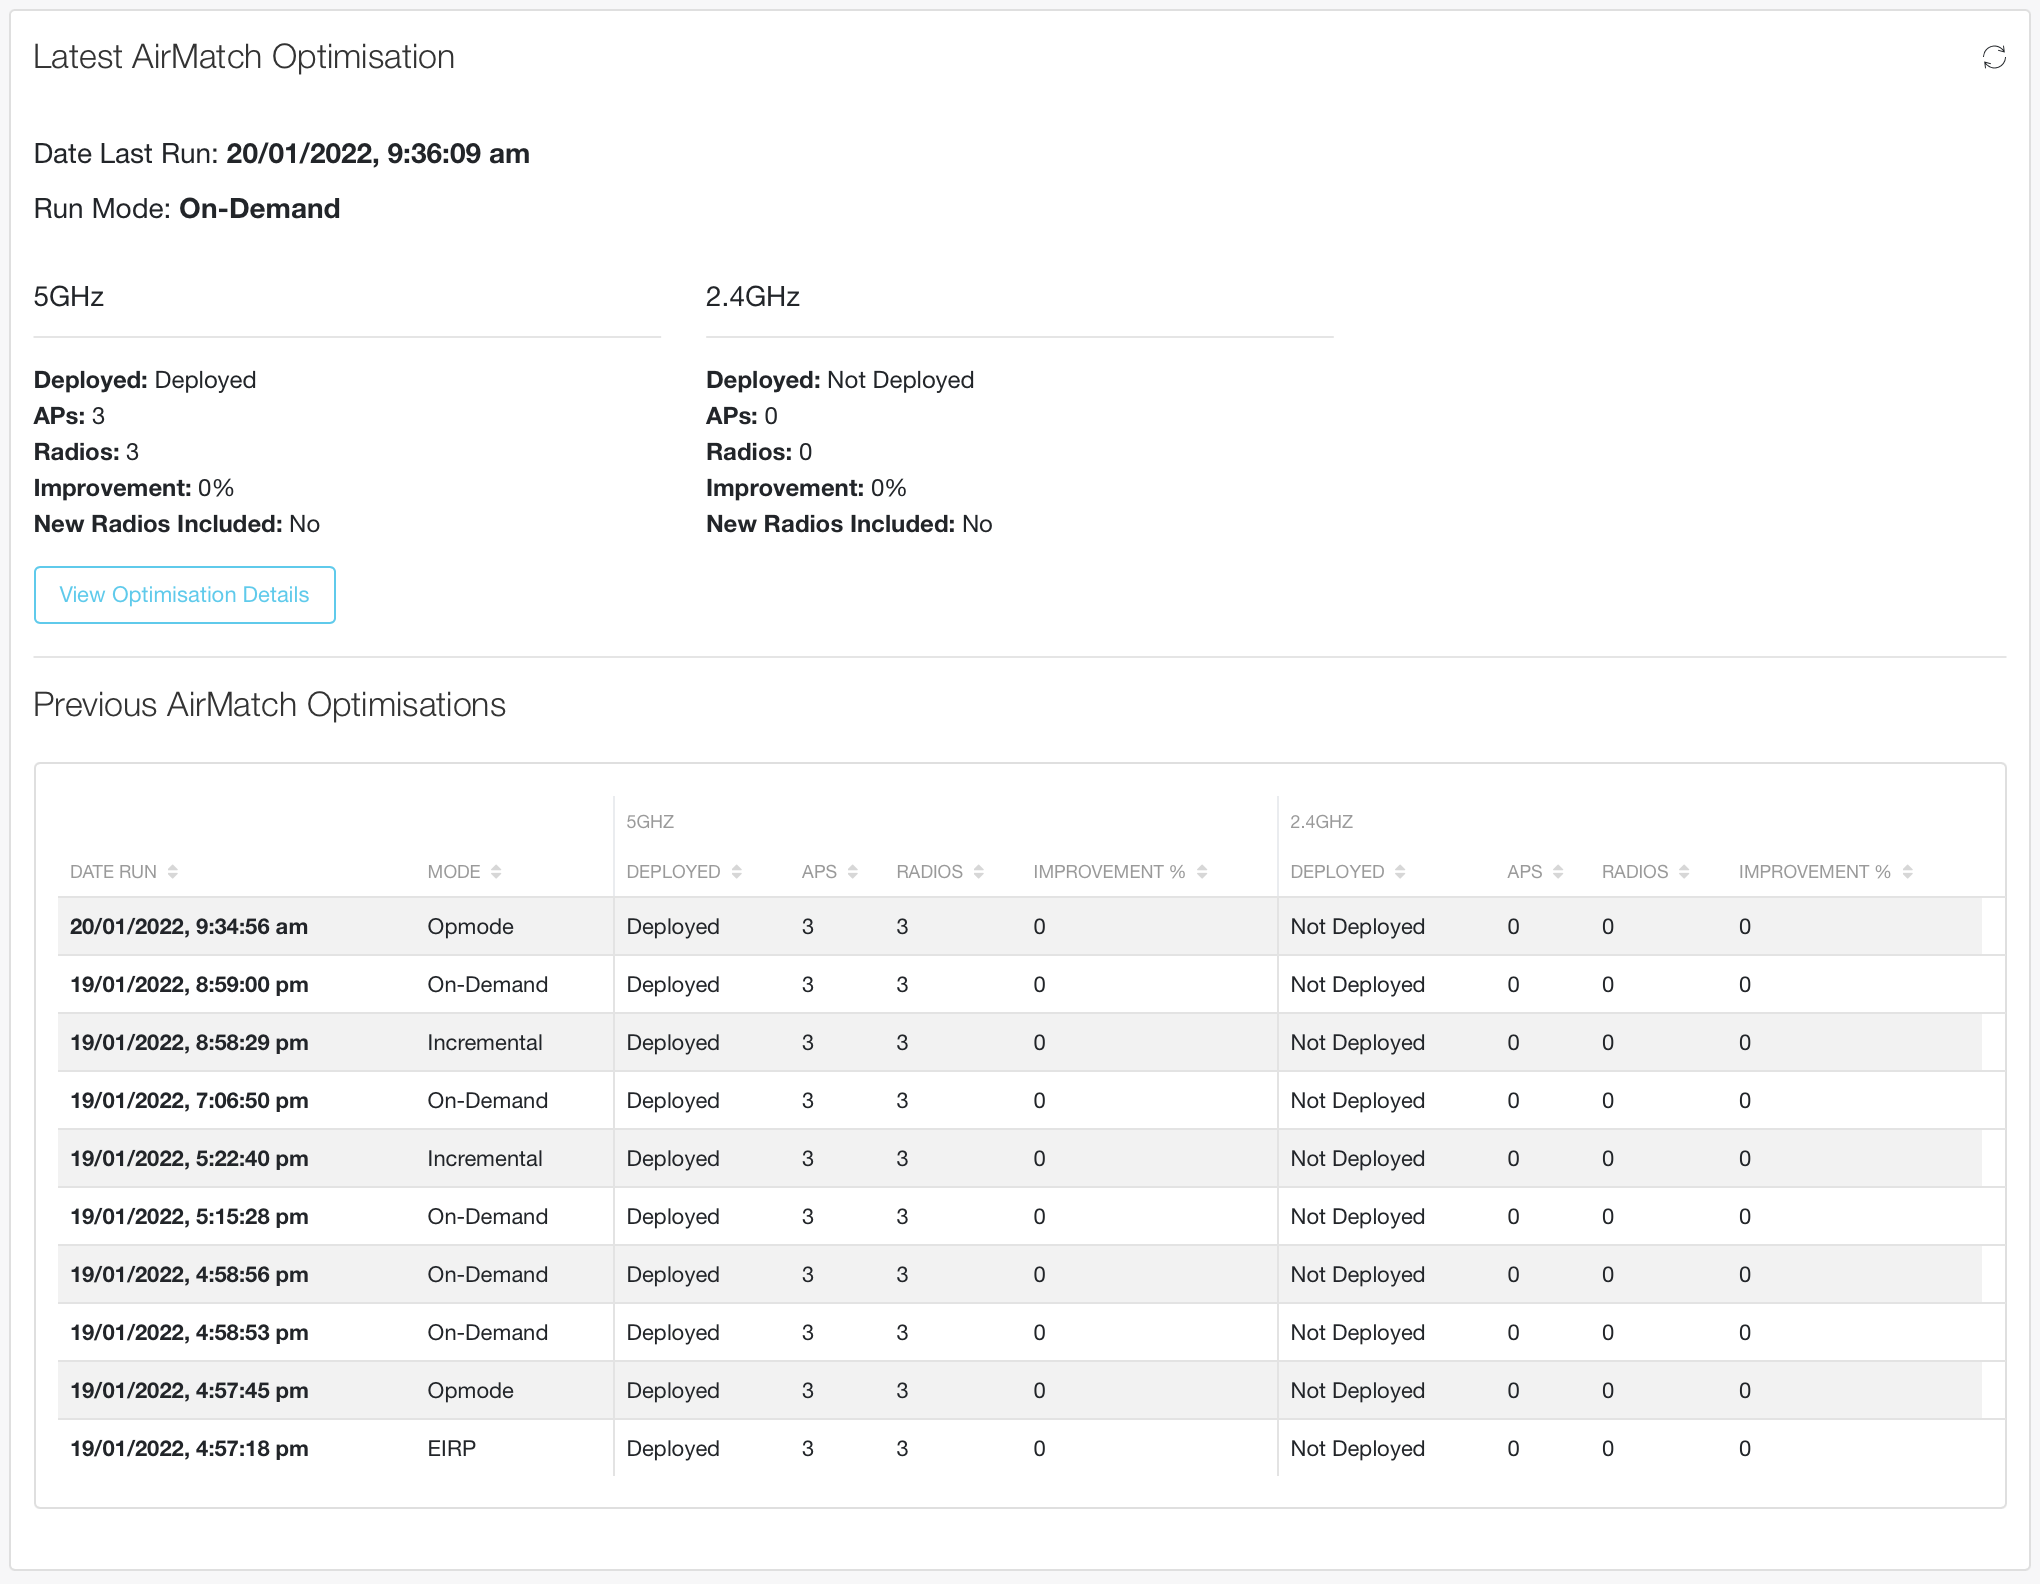 Latest AirMatch Optimisation
Date Last Run: 20/01/2022, 9:36:09 am
Run Mode: On-Demand
5GHz
Deployed: Deployed
APs: 3
Radios: 3
Improvement: 0%
New Radios Included: No
2.4GHz
Deployed: Not Deployed
APs: 0
Radios: 0
Improvement: 0%
New Radios Included: No
View Optimisation Details
Previous AirMatch Optimisations
5GHZ 2.4GHZ
DATE RUN MODE DEPLOYED APS RADIOS IMPROVEMENT % DEPLOYED APS RADIOS IMPROVEMENT %
20/01/2022, 9:34:56 am Opmode Deployed 3 3 0 Not Deployed 0 0 0
19/01/2022, 8:59:00 pm On-Demand Deployed 3 3 0 Not Deployed 0 0 0
19/01/2022, 8:58:29 pm Incremental Deployed 3 3 0 Not Deployed 0 0 0
19/01/2022, 7:06:50 pm On-Demand Deployed 3 3 0 Not Deployed 0 0 0
19/01/2022, 5:22:40 pm Incremental Deployed 3 3 0 Not Deployed 0 0 0
19/01/2022, 5:15:28 pm On-Demand Deployed 3 3 0 Not Deployed 0 0 0
19/01/2022, 4:58:56 pm On-Demand Deployed 3 3 0 Not Deployed 0 0 0
19/01/2022, 4:58:53 pm On-Demand Deployed 3 3 0 Not Deployed 0 0 0
19/01/2022, 4:57:45 pm Opmode Deployed 3 3 0 Not Deployed 0 0 0
19/01/2022, 4:57:18 pm EIRP Deployed 3 3 0 Not Deployed 0 0 0